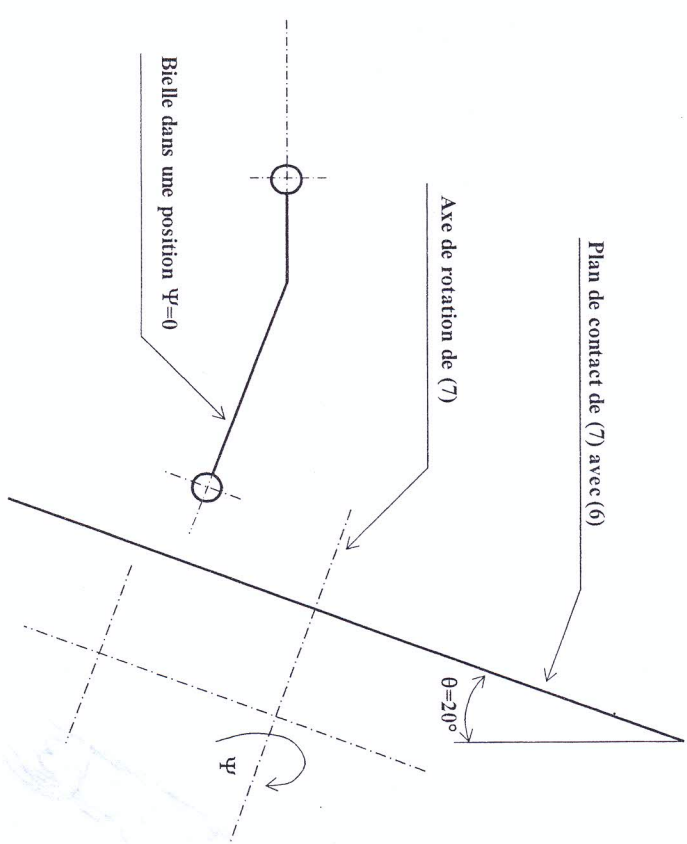 Plan de contact de (7) avec (6)
Axe de rotation de (7)
Bielle dans une position Ψ=0
θ=20°
Ψ